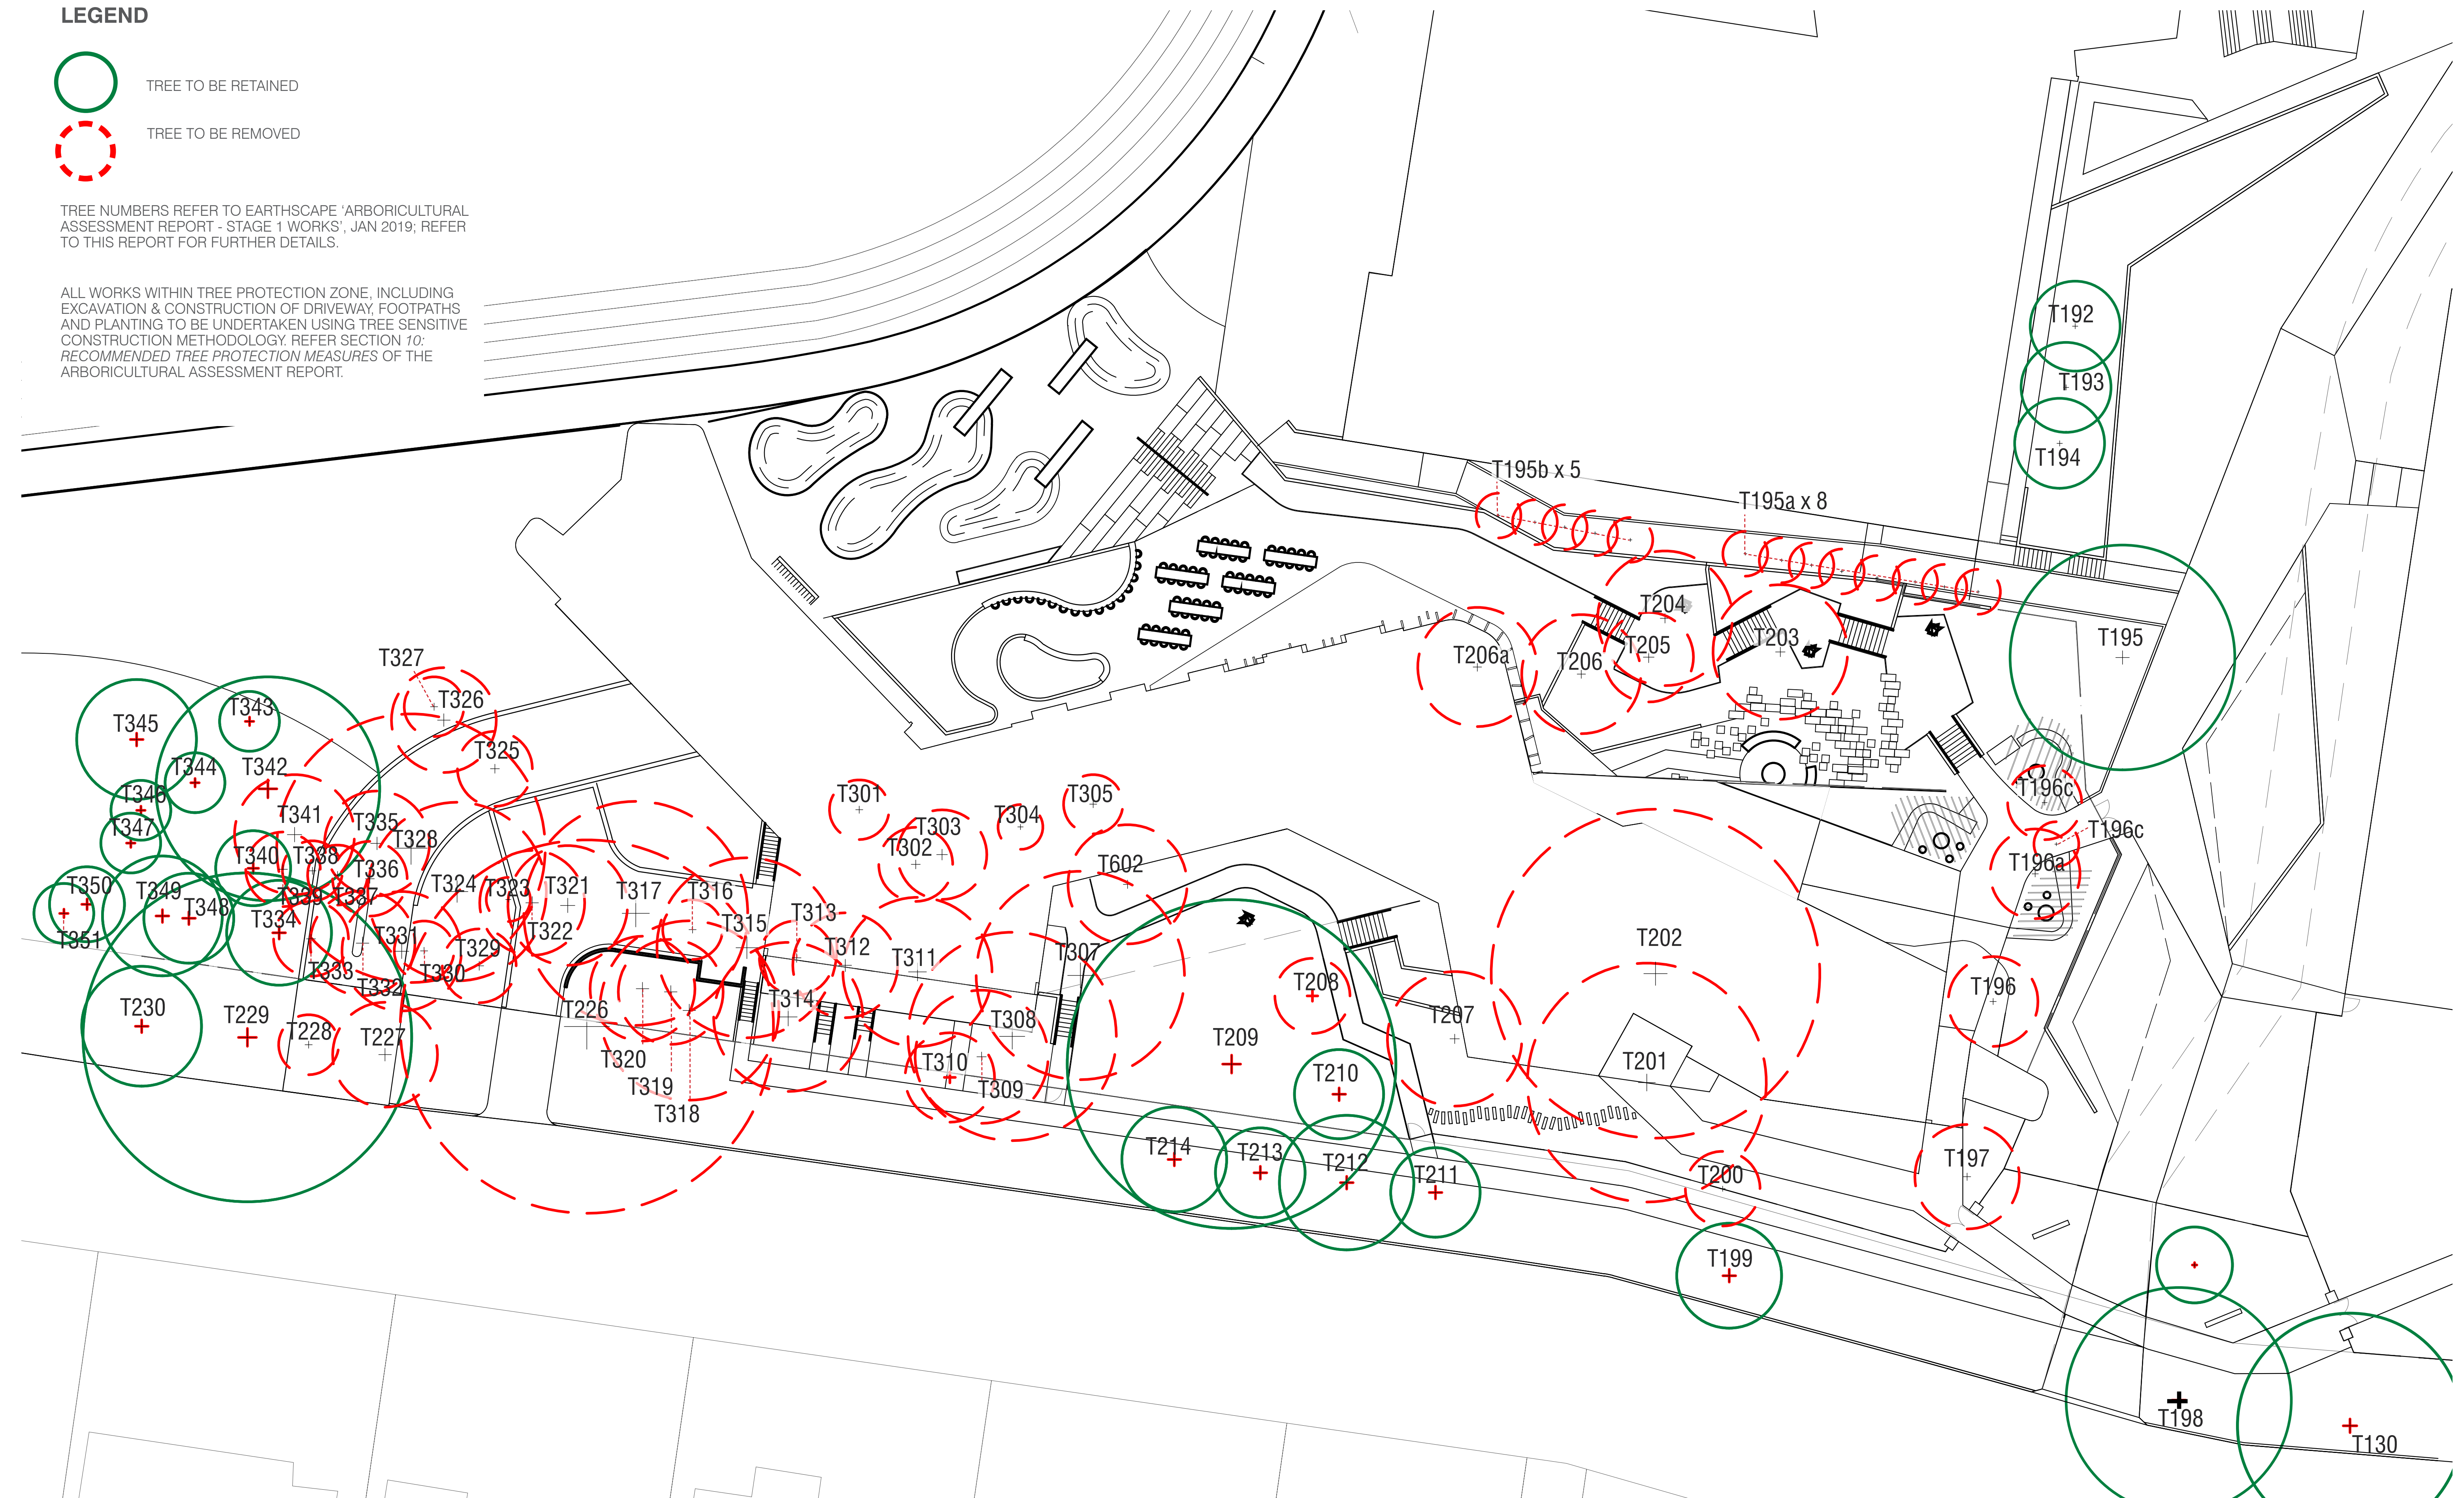 LEGEND
TREE TO BE RETAINED
TREE TO BE REMOVED
TREE NUMBERS REFER TO EARTHSCAPE ‘ARBORICULTURAL
ASSESSMENT REPORT - STAGE 1 WORKS’, JAN 2019; REFER
TO THIS REPORT FOR FURTHER DETAILS.
ALL WORKS WITHIN TREE PROTECTION ZONE, INCLUDING
EXCAVATION & CONSTRUCTION OF DRIVEWAY, FOOTPATHS
AND PLANTING TO BE UNDERTAKEN USING TREE SENSITIVE
CONSTRUCTION METHODOLOGY. REFER SECTION 10:
RECOMMENDED TREE PROTECTION MEASURES OF THE
ARBORICULTURAL ASSESSMENT REPORT.
T192
T193
T194
T195b x 5
T195a x 8
T204
T203
T195
T205
T206a
T206
T327
T326
T325
T343
T345
T342
T344
T346
T347
T341
T335
T328
T340
T338
T336
T350
T349
T348
T351
T334
T339
T337
T324
T323
T321
T322
T331
T329
T330
T333
T332
T317
T316
T315
T313
T312
T311
T314
T301
T303
T302
T304
T305
T602
T307
T308
T310
T309
T196c
T196c
T196a
T202
T208
T207
T196
T230
T229
T228
T227
T226
T320
T319
T318
T209
T210
T201
T214
T213
T212
T211
T200
T197
T199
T198
T130